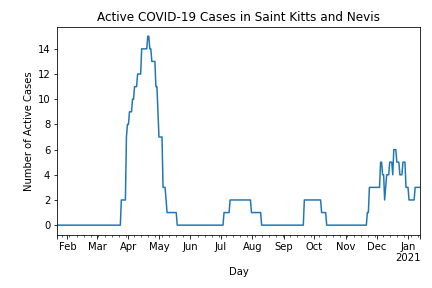 Active COVID-19 Cases in Saint Kitts and Nevis
Number of Active Cases
14
12
10
8
6
4
2
0
Feb Mar Apr May Jun Jul Aug Sep Oct Nov Dec Jan
2021
Day